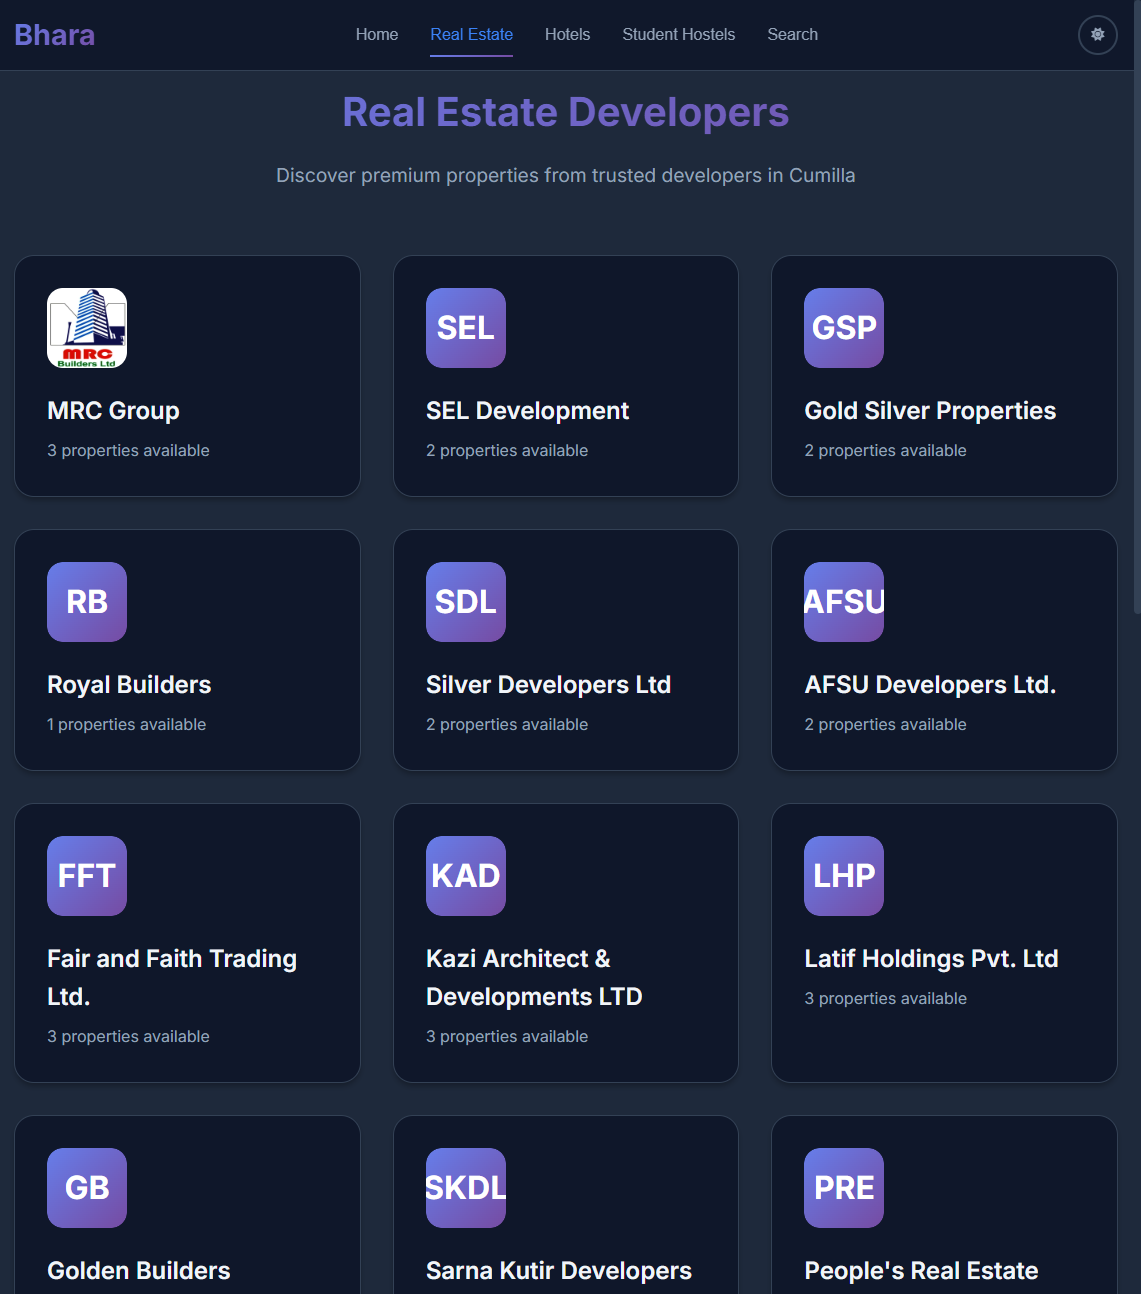 Bhara
Home
Real Estate
Hotels
Student Hostels
Search
Real Estate Developers
Discover premium properties from trusted developers in Cumilla
MRC
Builders Ltd
MRC Group
3 properties available
SEL
SEL Development
2 properties available
GSP
Gold Silver Properties
2 properties available
RB
Royal Builders
1 properties available
SDL
Silver Developers Ltd
2 properties available
AFSU
AFSU Developers Ltd.
2 properties available
FFT
Fair and Faith Trading
Ltd.
3 properties available
KAD
Kazi Architect &
Developments LTD
3 properties available
LHP
Latif Holdings Pvt. Ltd
3 properties available
GB
Golden Builders
SKDL
Sarna Kutir Developers
PRE
People's Real Estate